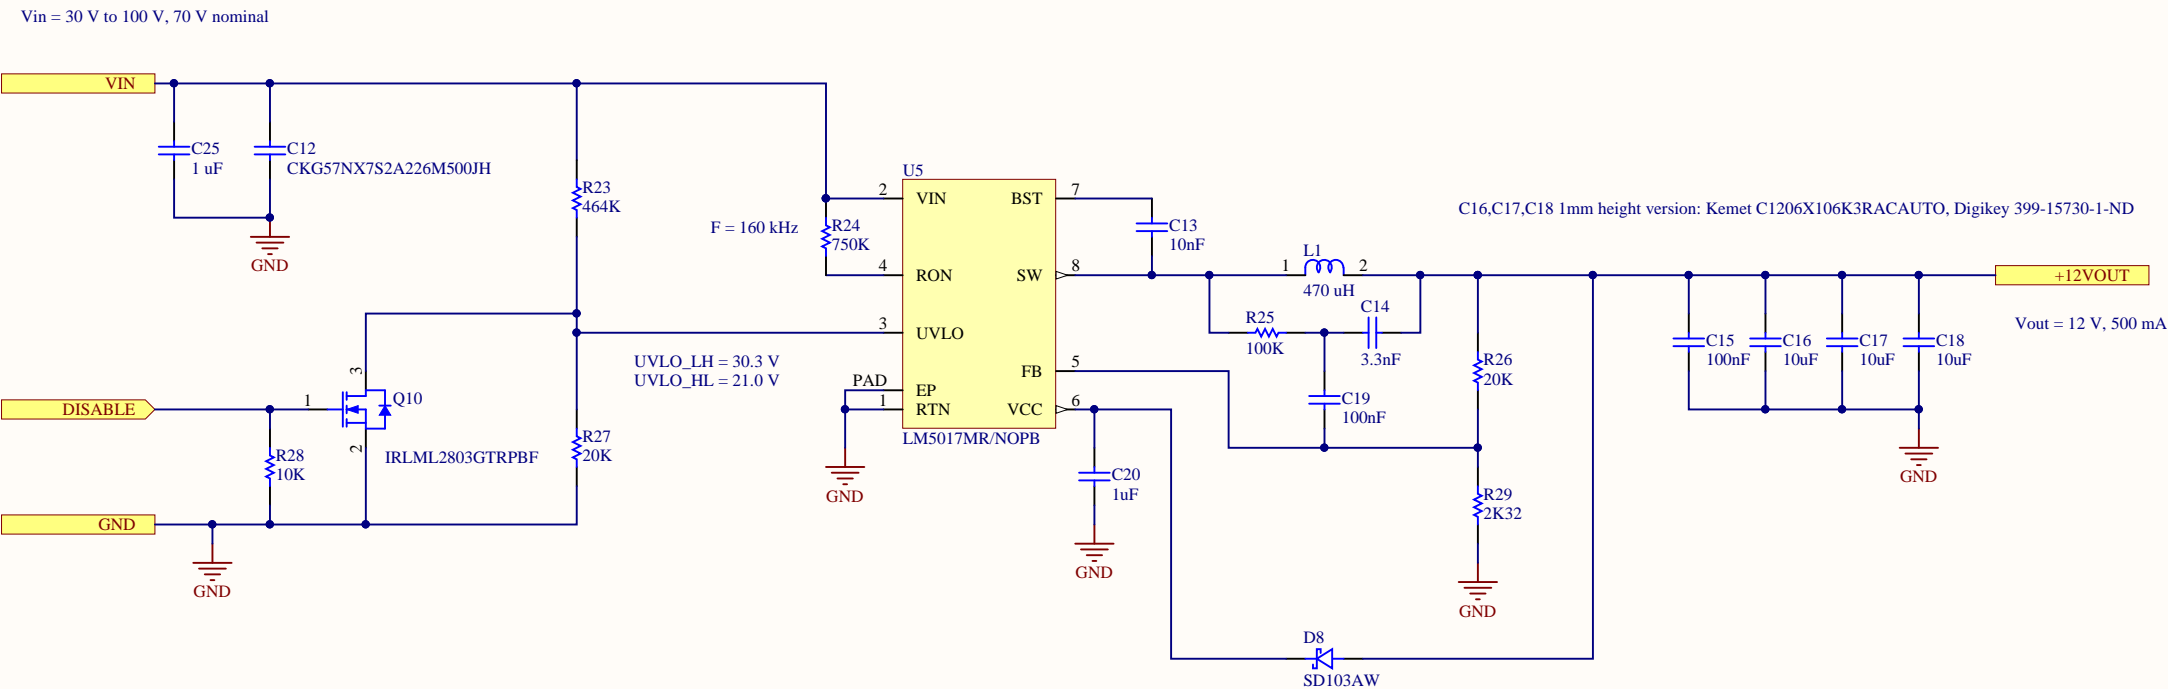 Vin = 30 V to 100 V, 70 V nominal
VIN
C25
1 uF
C12
CKG57NX7S2A226M500JH
GND
R23
464K
F = 160 kHz
R24
750K
U5
2
VIN
BST
7
4
RON
SW
8
3
UVLO
FB
5
PAD
EP
1
RTN
VCC
6
LM5017MR/NOPB
GND
UVLO_LH = 30.3 V
UVLO_HL = 21.0 V
C13
10nF
C16,C17,C18 1mm height version: Kemet C1206X106K3RACAUTO, Digikey 399-15730-1-ND
L1
1
2
470 uH
C14
3.3nF
R25
100K
C19
100nF
R26
20K
R29
2K32
GND
C15
100nF
C16
10uF
C17
10uF
C18
10uF
GND
+12VOUT
Vout = 12 V, 500 mA
DISABLE
1
3
2
Q10
IRLML2803GTRPBF
R28
10K
R27
20K
GND
GND
C20
1uF
GND
D8
SD103AW